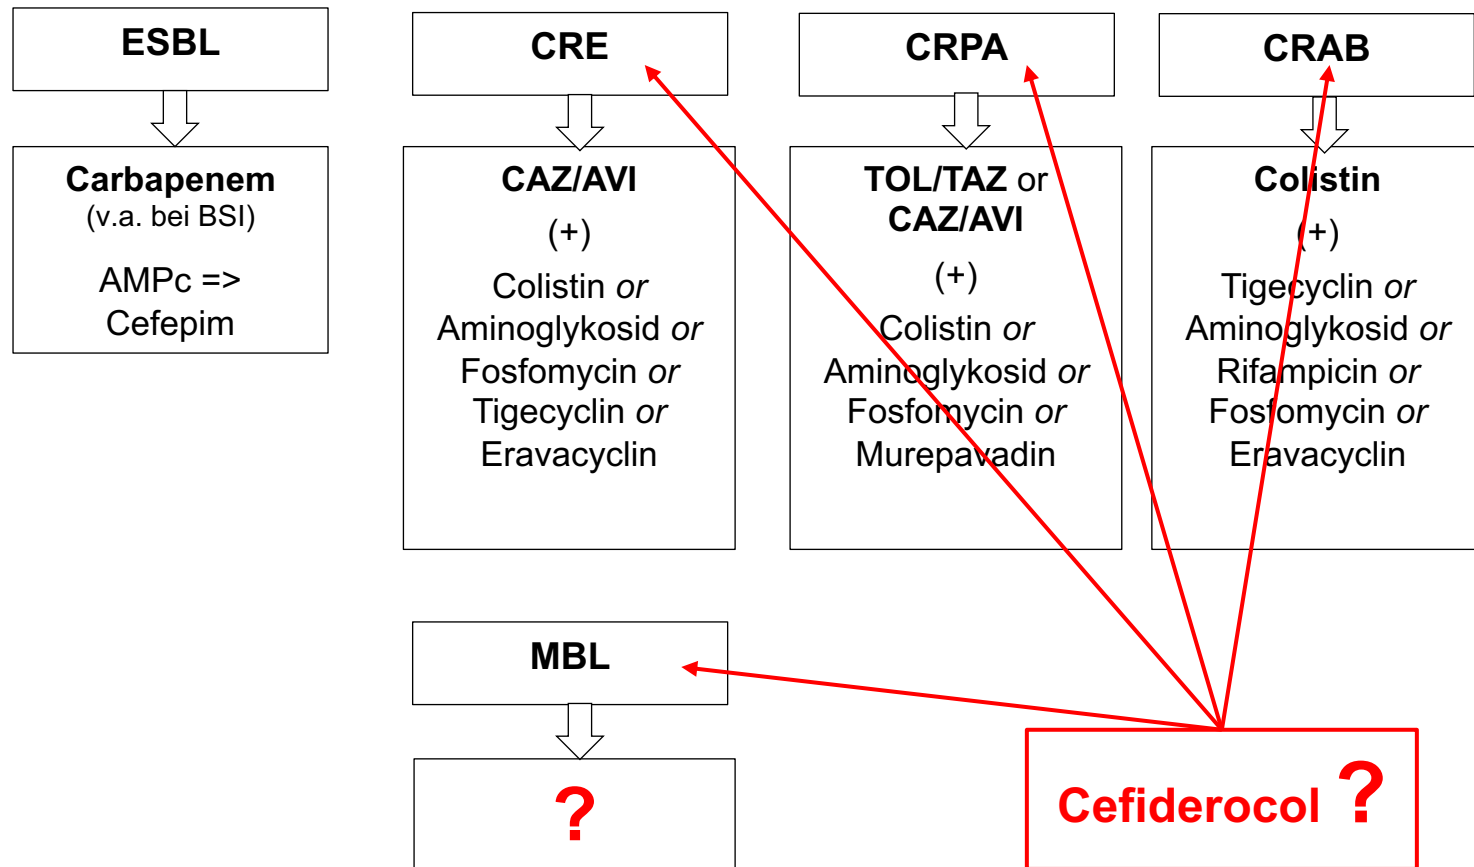 ESBL
Carbapenem
(v.a. bei BSI)
AMPc =>
Cefepim
CRE
CAZ/AVI
(+)
Colistin or
Aminoglykosid or
Fosfomycin or
Tigecyclin or
Eravacyclin
CRPA
TOL/TAZ or
CAZ/AVI
(+)
Colistin or
Aminoglykosid or
Fosfomycin or
Murepavadin
CRAB
Colistin
(+)
Tigecyclin or
Aminoglykosid or
Rifampicin or
Fosfomycin or
Eravacyclin
MBL
?
Cefiderocol ?